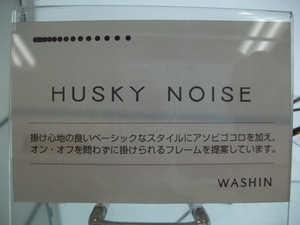 HUSKY NOISE
掛け心地の良いベーシックなスタイルにアソビゴコロを加え、
オン・オフを問わずに掛けられるフレームを提案しています。
WASHIN